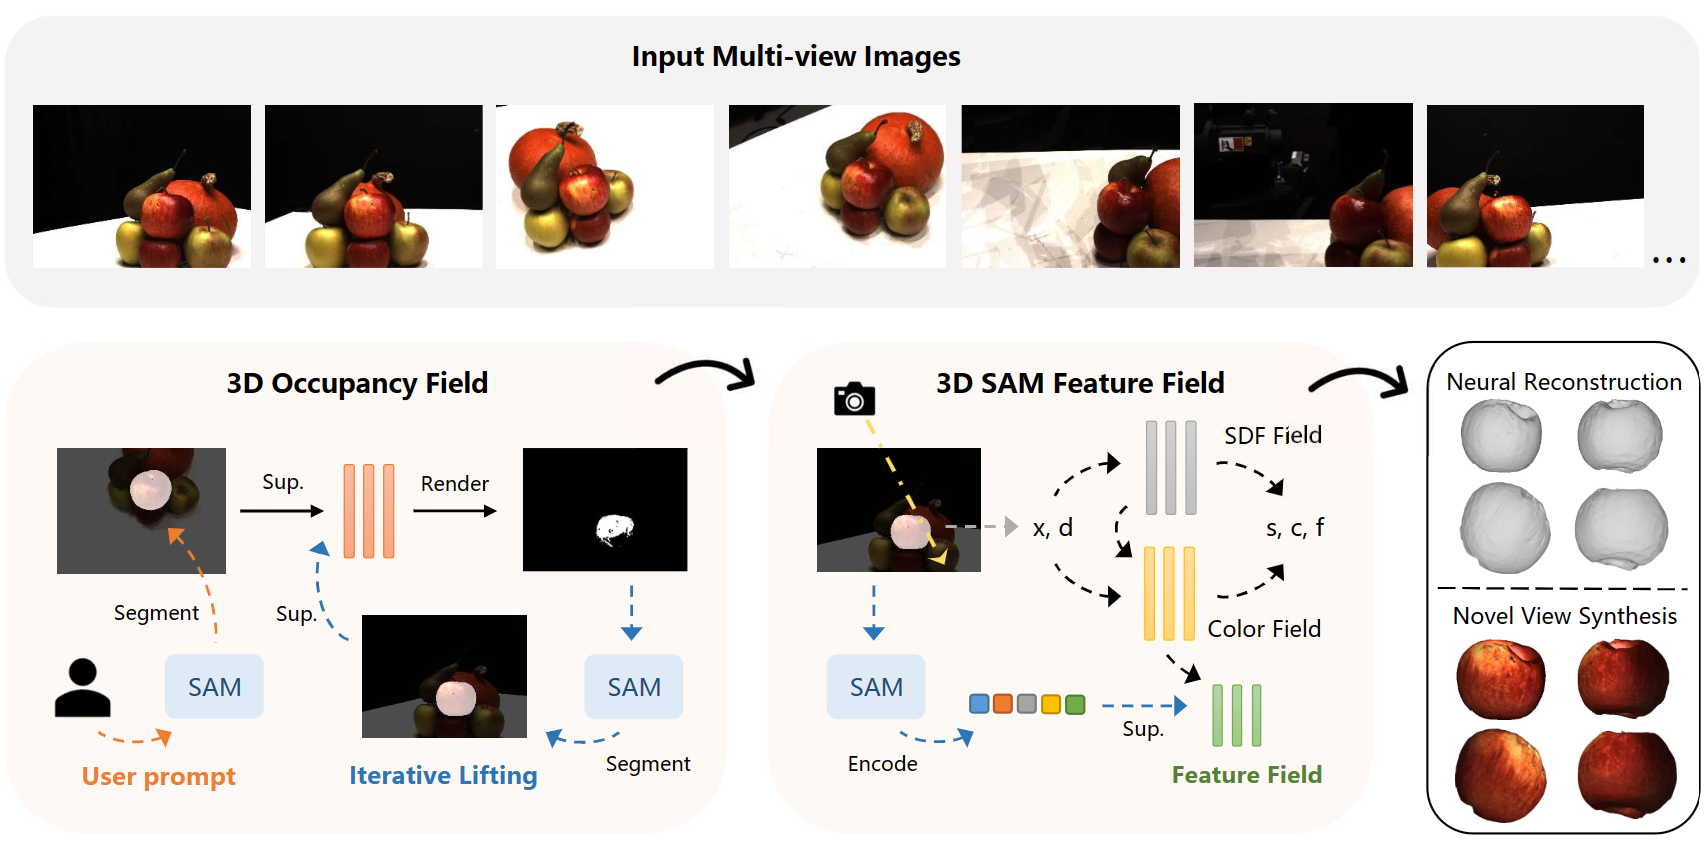 Input Multi-view Images
...
3D Occupancy Field
Sup.
Render
Segment
Sup.
SAM
SAM
User prompt
Iterative Lifting
Segment
3D SAM Feature Field
SDF Field
x, d
s, c, f
Color Field
SAM
Sup.
Encode
Feature Field
Neural Reconstruction
Novel View Synthesis